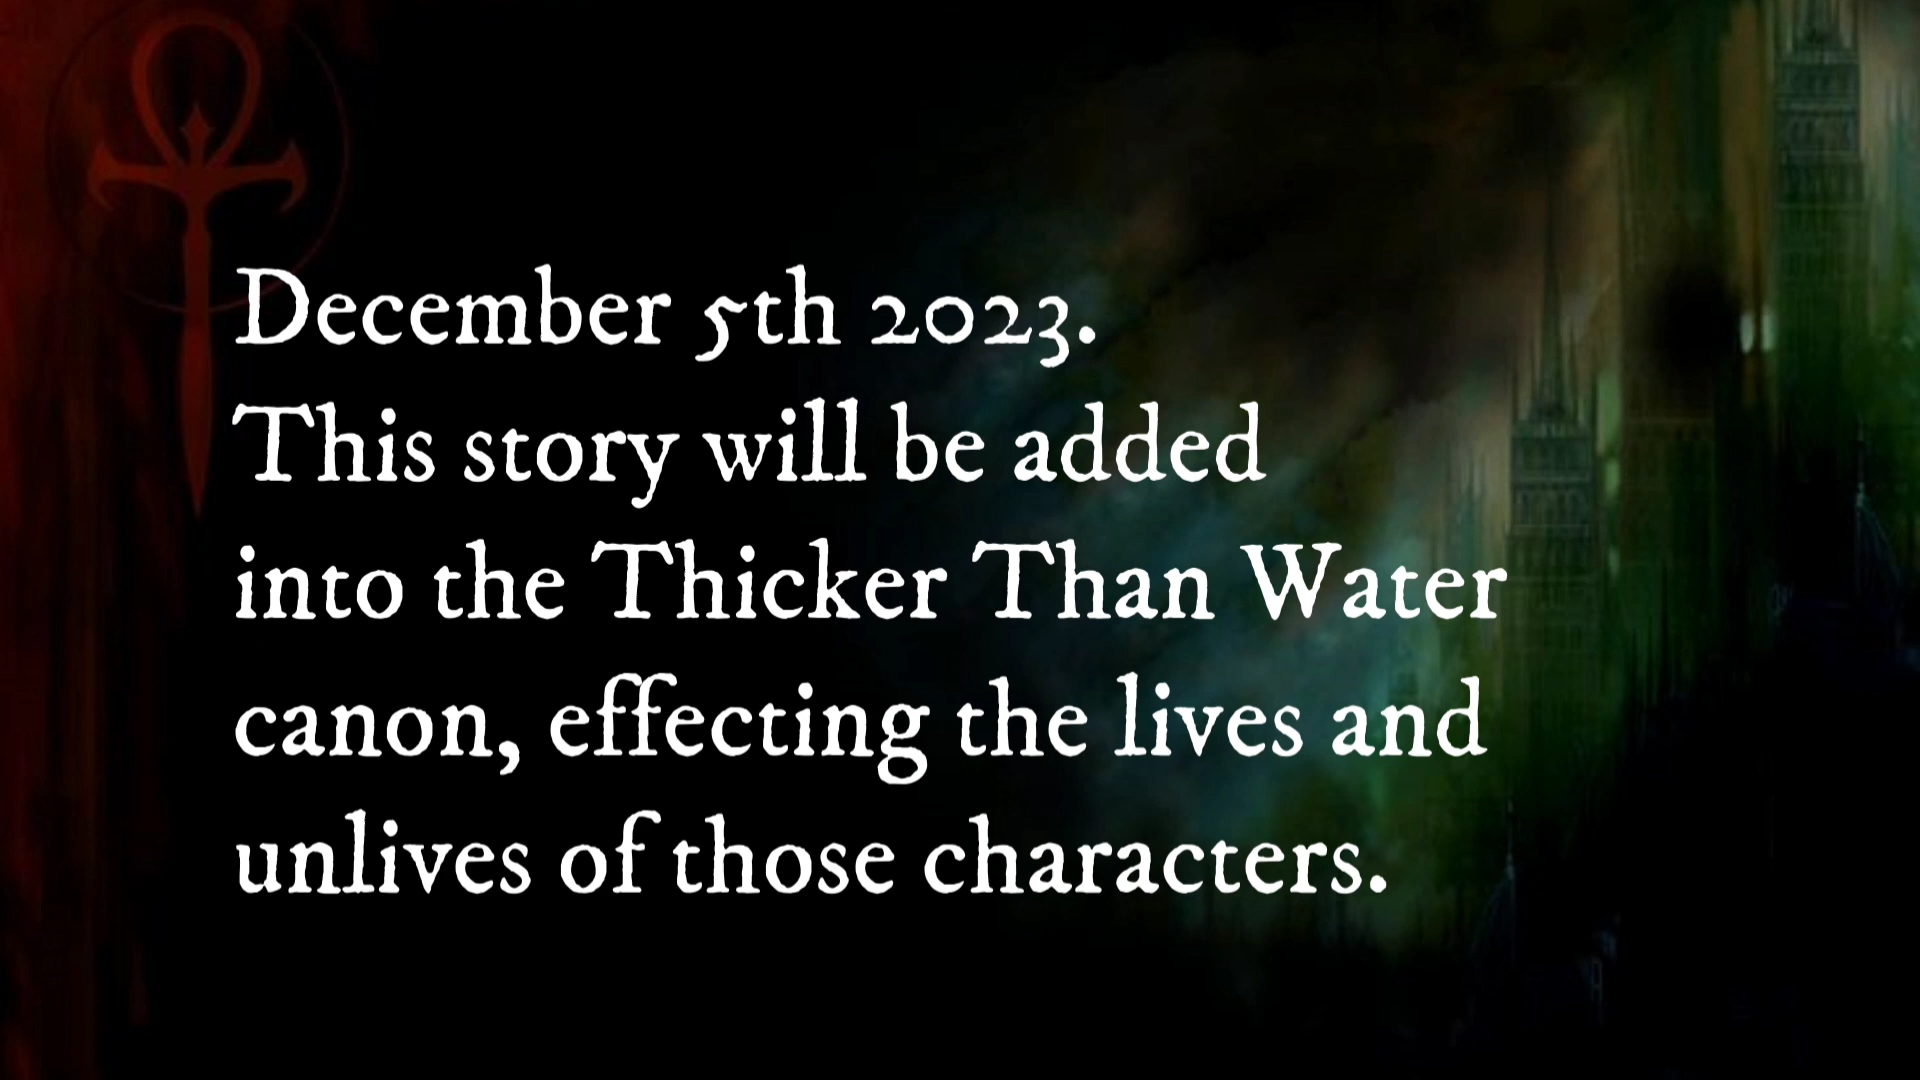 December 5th 2023.
This story will be added
into the Thicker Than Water
canon, effecting the lives and
unlives of those characters.